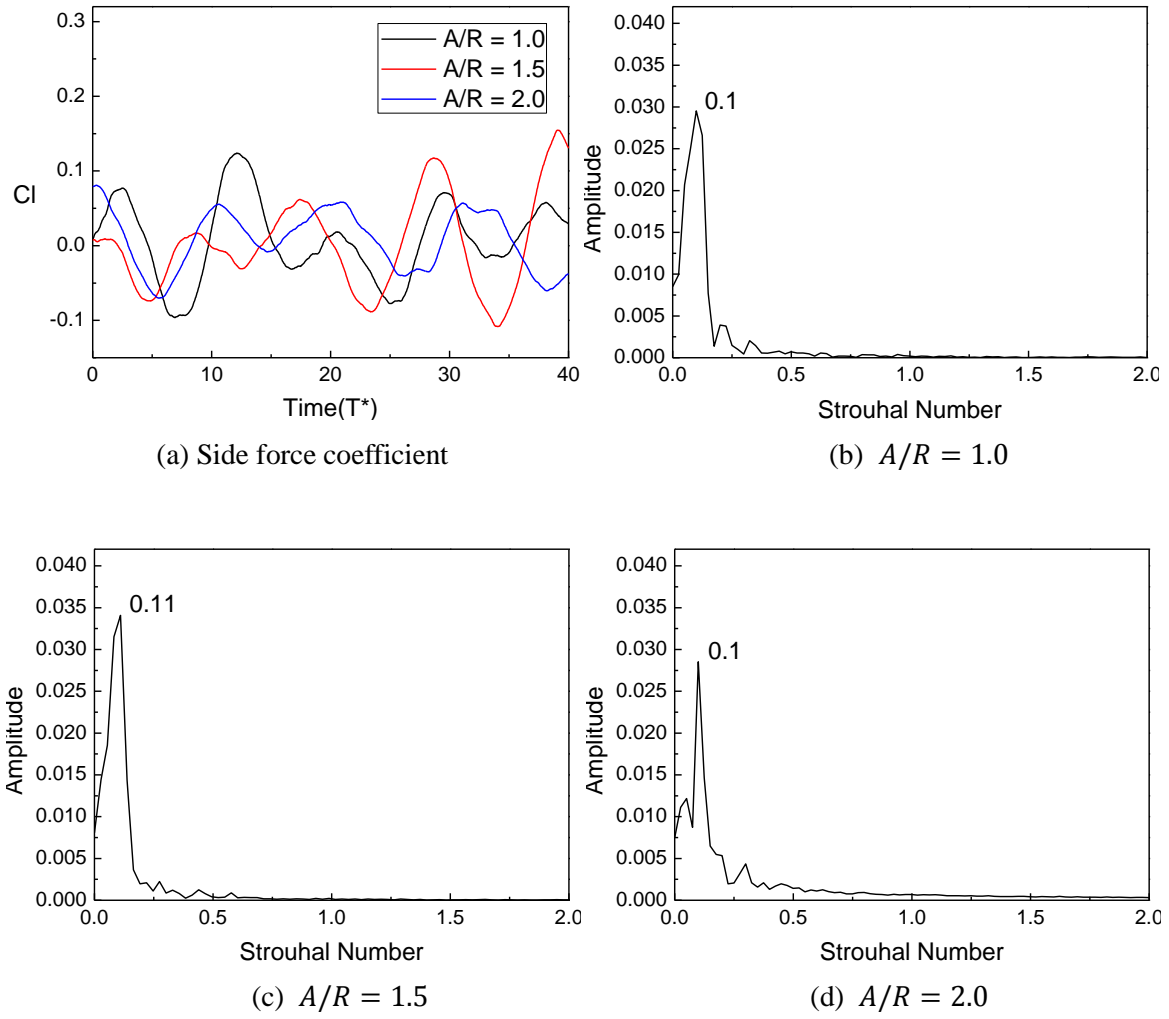 0.3
0.2
0.1
0.0
-0.1
Cl
A/R = 1.0
A/R = 1.5
A/R = 2.0
0 10 20 30 40
Time(T*)
(a) Side force coefficient
0.040
0.035
0.030
0.025
0.020
0.015
0.010
0.005
0.000
Amplitude
0.1
0.0 0.5 1.0 1.5 2.0
Strouhal Number
(b) A/R = 1.0
0.040
0.035
0.030
0.025
0.020
0.015
0.010
0.005
0.000
Amplitude
0.11
0.0 0.5 1.0 1.5 2.0
Strouhal Number
(c) A/R = 1.5
0.040
0.035
0.030
0.025
0.020
0.015
0.010
0.005
0.000
Amplitude
0.1
0.0 0.5 1.0 1.5 2.0
Strouhal Number
(d) A/R = 2.0